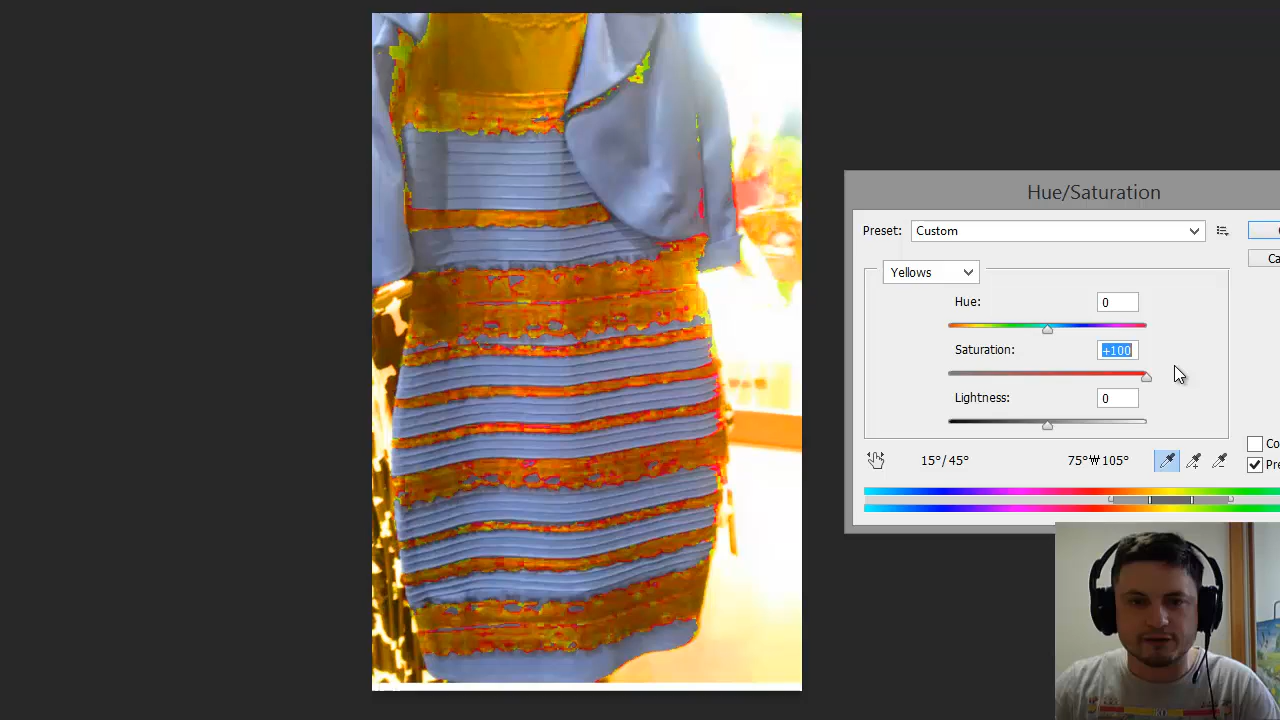 Hue/Saturation
Preset: Custom
Yellows
Hue: 0
Saturation: +100
Lightness: 0
15°/45° 75°₩105°